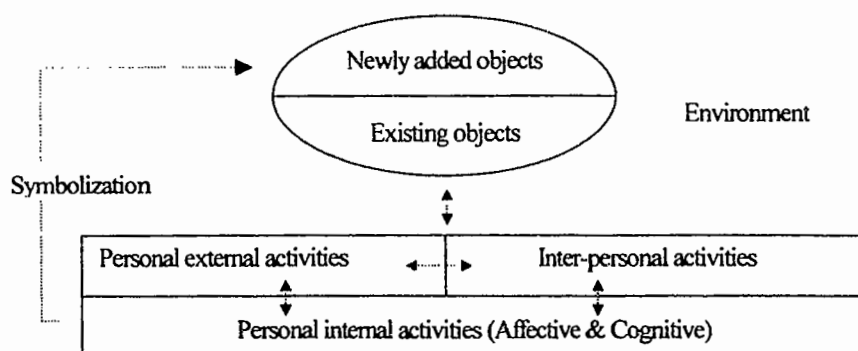 Newly added objects
Existing objects
Environment
Symbolization
Personal external activities
Inter-personal activities
Personal internal activities (Affective & Cognitive)